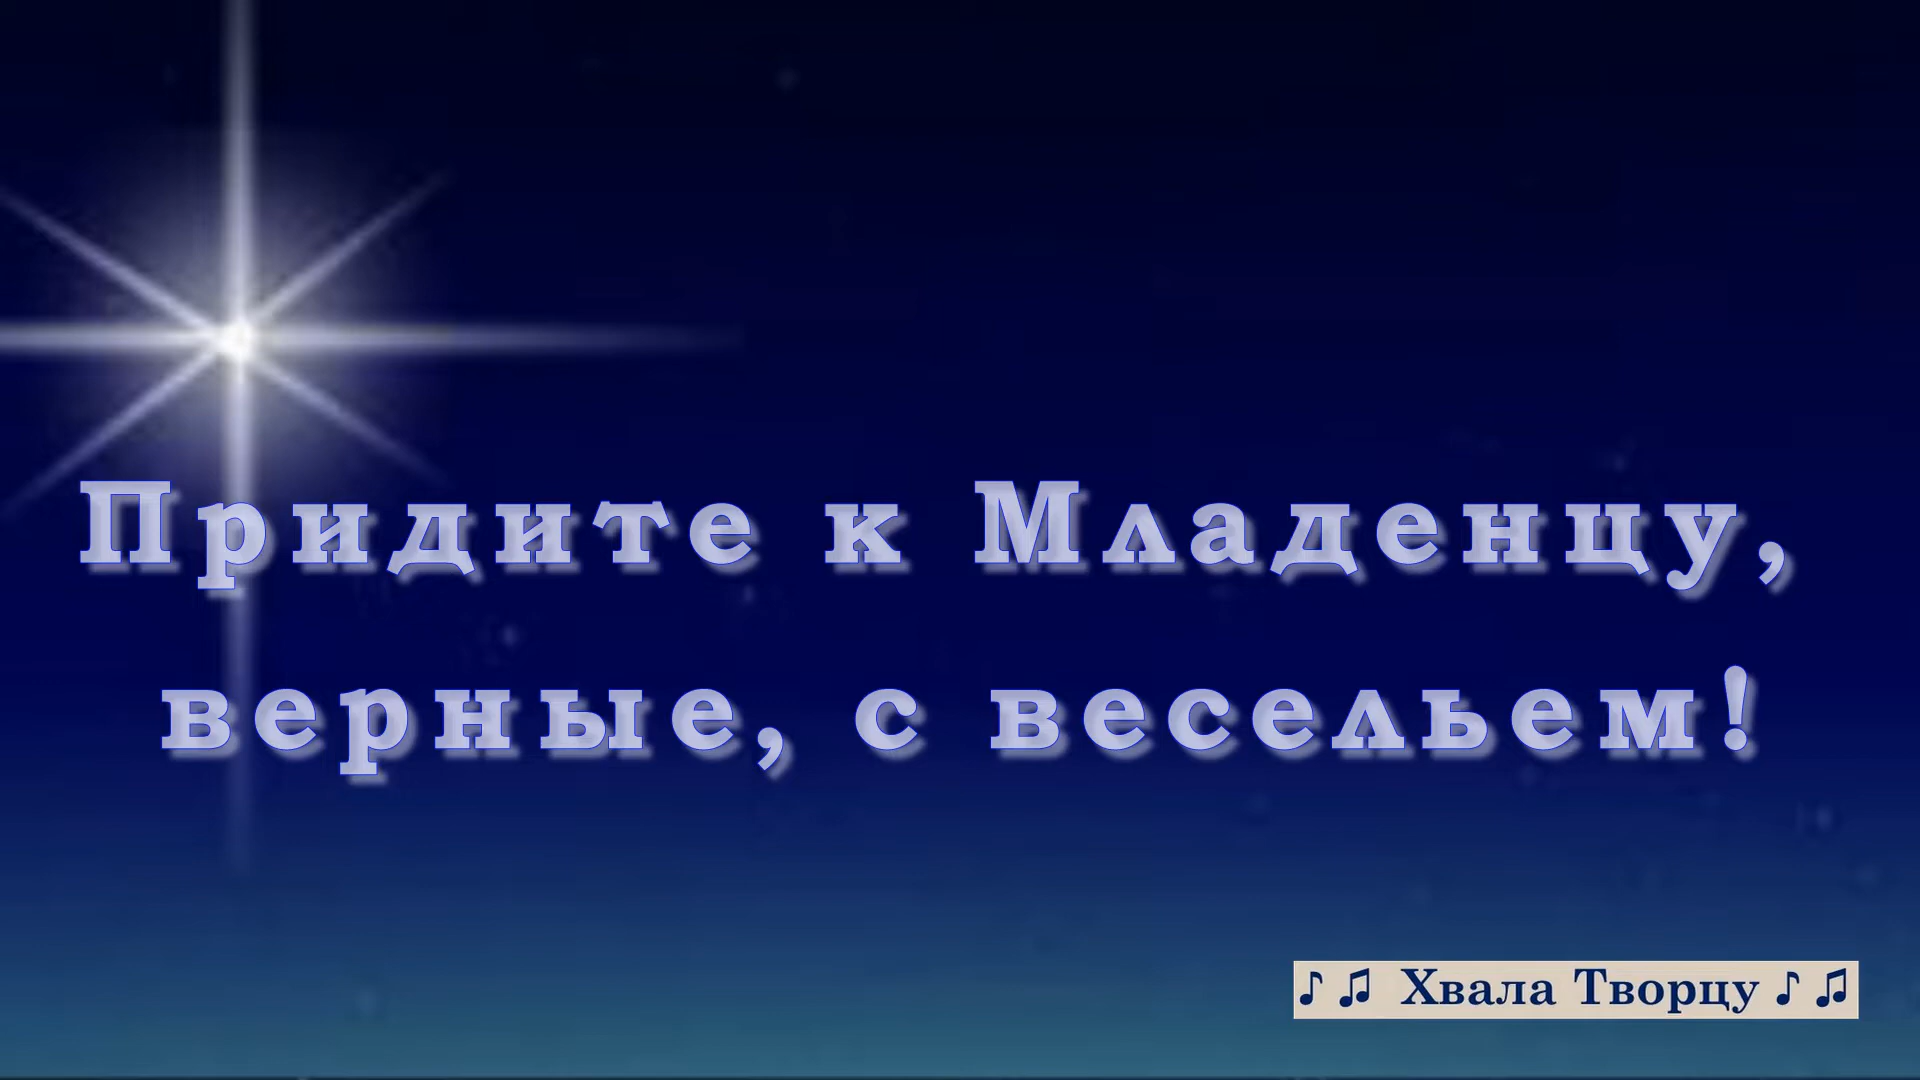 Придите к Младенцу,
верные, с весельем!
♪ ♫ Хвала Творцу ♪ ♫